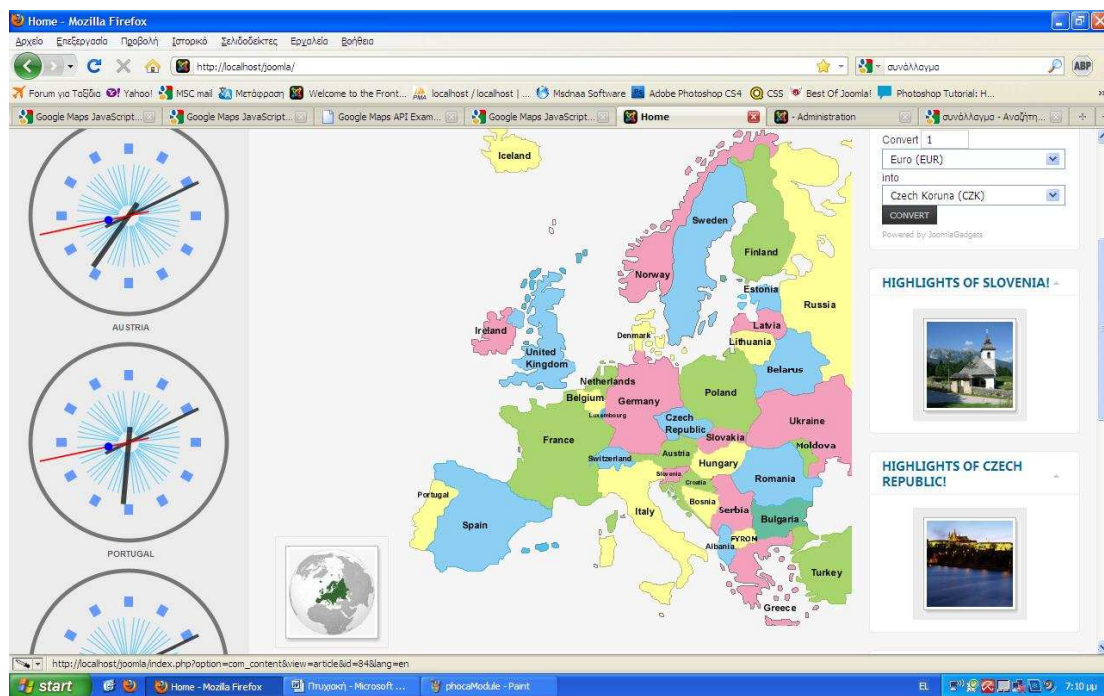 Home - Mozilla Firefox
Αρχείο Επεξεργασία Προβολή Ιστορικό Σελιδοδείκτες Εργαλεία Βοήθεια
http://localhost/joomla/
συνάλλαγμα
ABP
Forum για Ταξίδια Yahoo! MSC mail Μετάφραση Welcome to the Front... localhost / localhost | ... Msdnaa Software Adobe Photoshop CS4 CSS Best Of Joomla! Photoshop Tutorial: H...
Google Maps JavaScript... Google Maps JavaScript... Google Maps API Exam... Google Maps JavaScript... Home - Administration συνάλλαγμα - Αναζήτη...
AUSTRIA
PORTUGAL
Iceland
Sweden
Finland
Norway
Estonia
Russia
Latvia
Denmark
Lithuania
Ireland
United
Kingdom
Belarus
Netherlands
Belgium
Germany
Poland
Luxembourg
Czech
Republic
Ukraine
France
Slovakia
Moldova
Switzerland
Austria
Hungary
Slovenia
Croatia
Romania
Portugal
Bosnia
Serbia
Italy
Spain
Bulgaria
FYROM
Albania
Turkey
Greece
Convert 1
Euro (EUR)
into
Czech Koruna (CZK)
CONVERT
Powered by JoomlaGadgets
HIGHLIGHTS OF SLOVENIA!
HIGHLIGHTS OF CZECH
REPUBLIC!
http://localhost/joomla/index.php?option=com_content&view=article&id=84&lang=en
start Home - Mozilla Firefox Πτυχιακή - Microsoft ... phocaModule - Paint EL 7:10 μμ